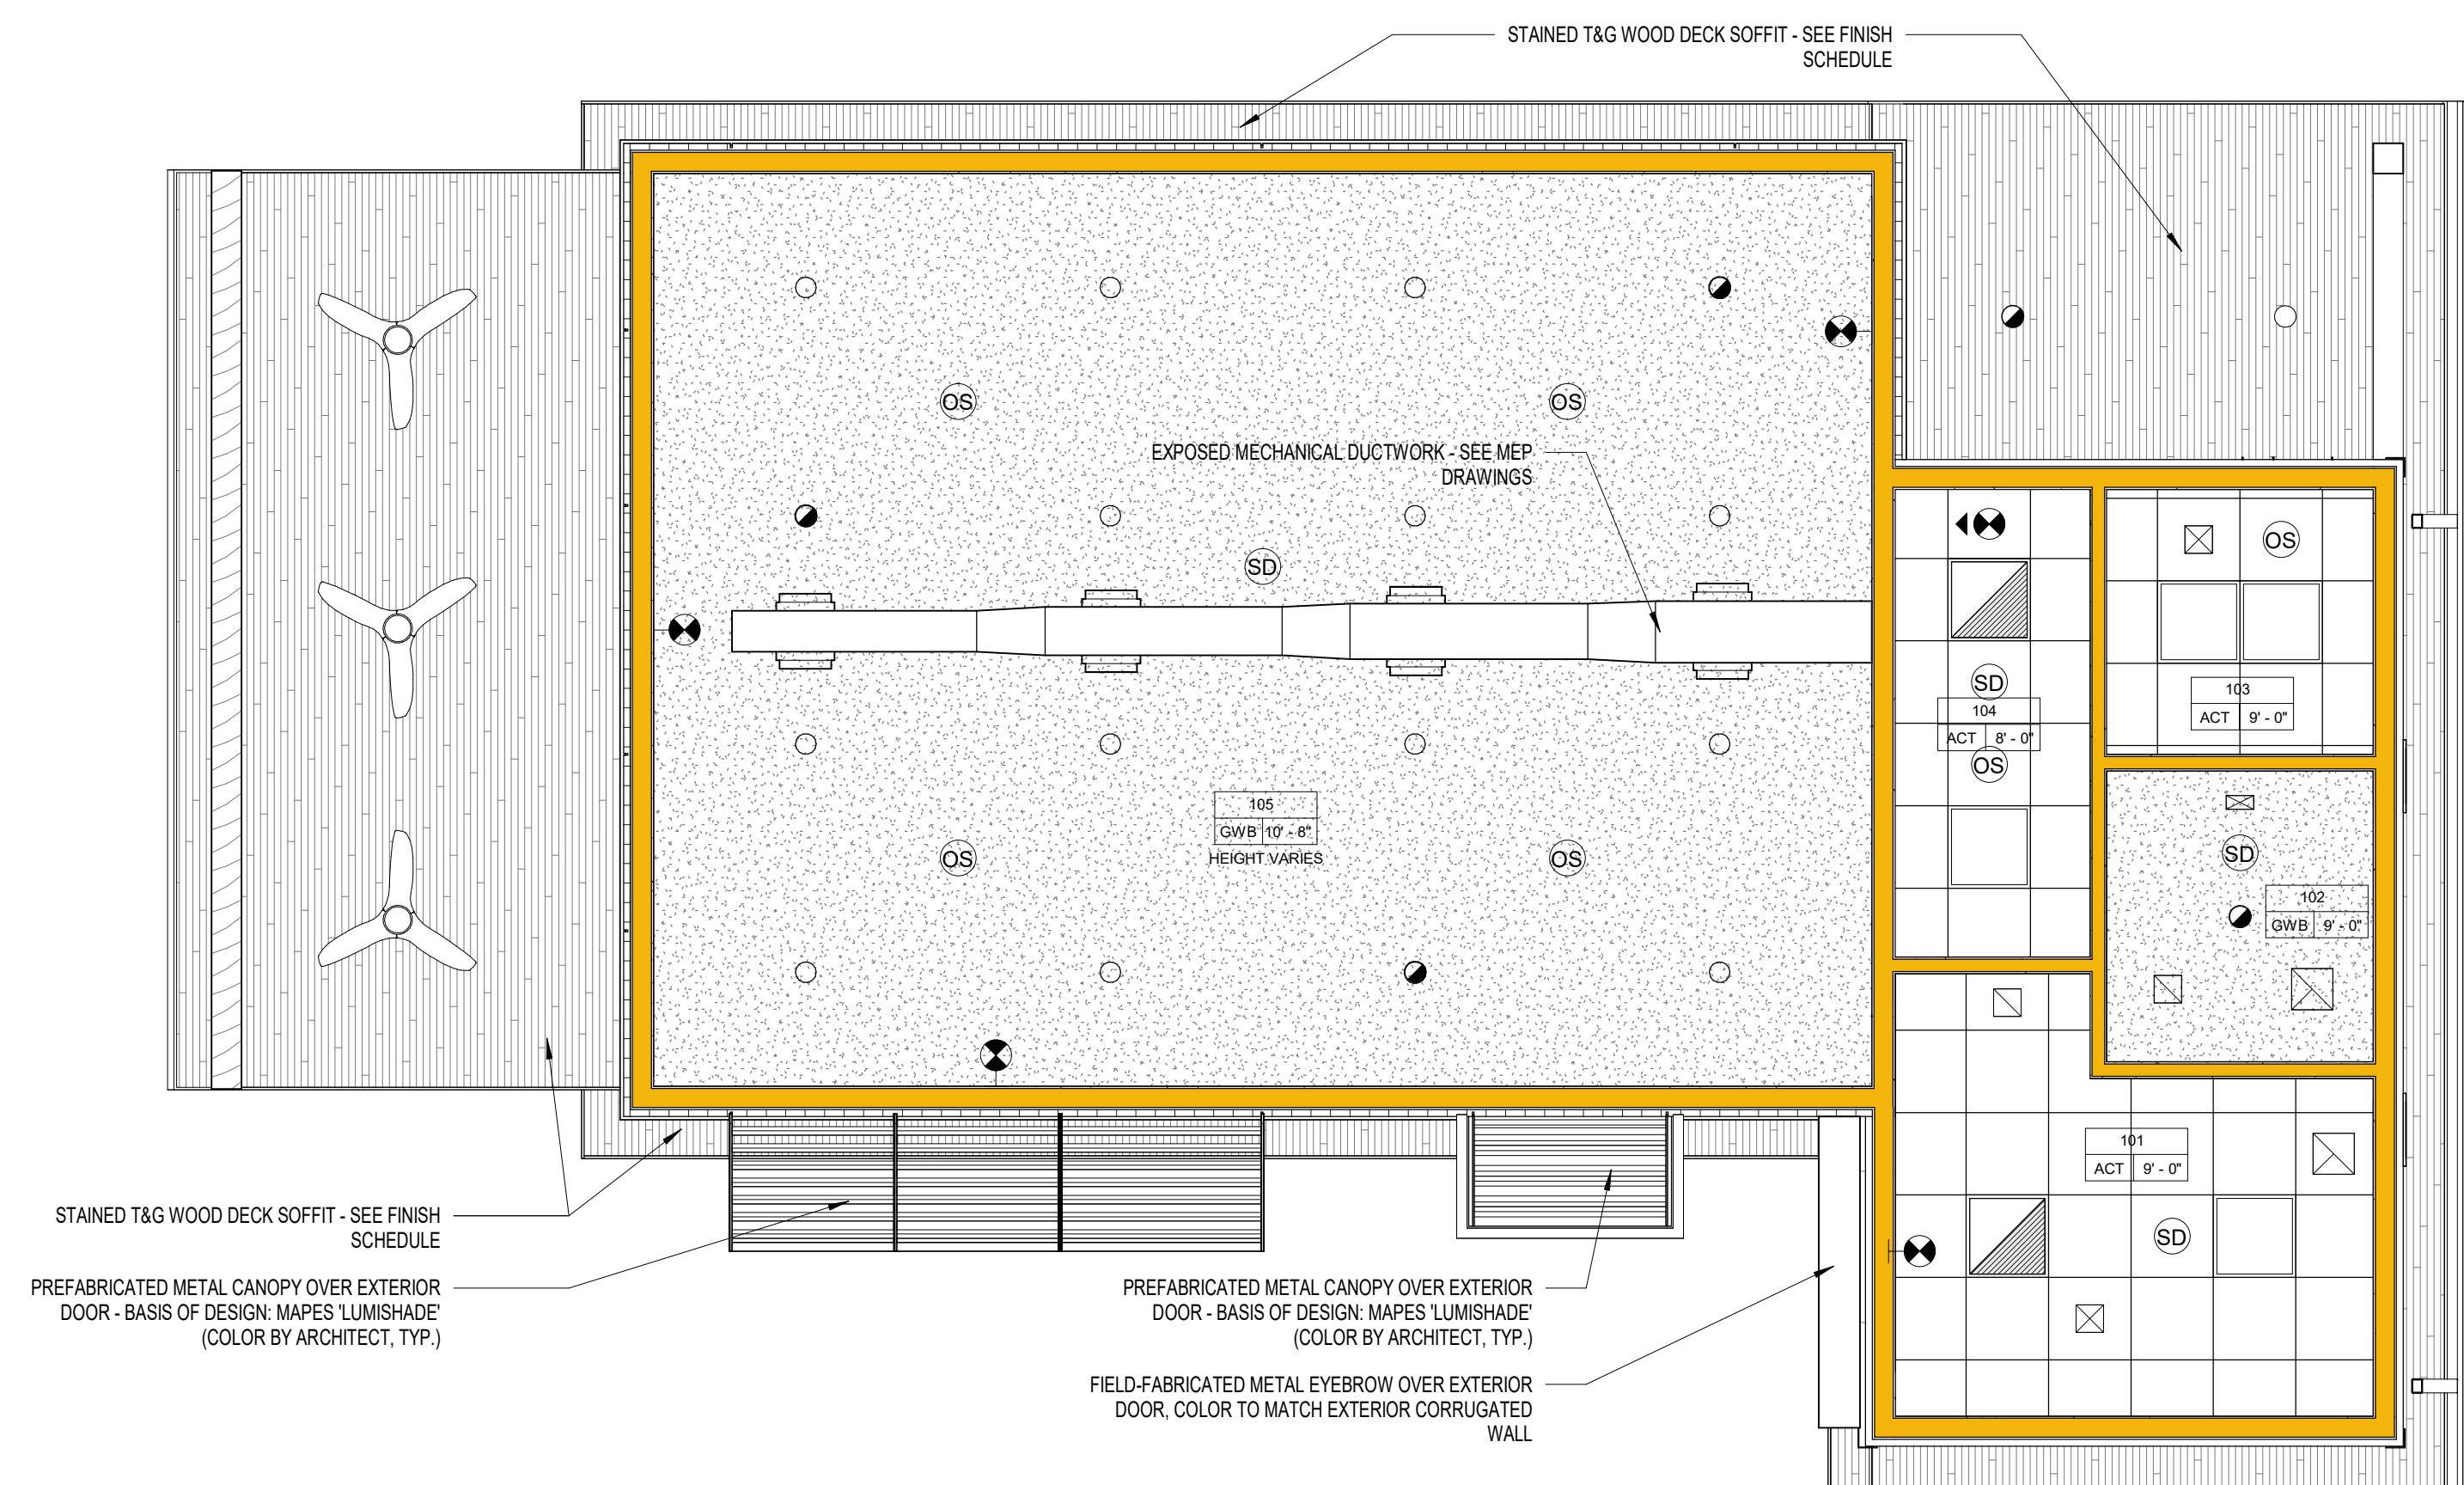 STAINED T&G WOOD DECK SOFFIT - SEE FINISH
SCHEDULE
OS
OS
EXPOSED MECHANICAL DUCTWORK - SEE MEP
DRAWINGS
SD
OS
SD
104
ACT 8' - 0"
OS
103
ACT 9' - 0"
105
GWB 10' - 8"
HEIGHT VARIES
OS
OS
SD
102
GWB 9' - 0"
101
ACT 9' - 0"
SD
STAINED T&G WOOD DECK SOFFIT - SEE FINISH
SCHEDULE
PREFABRICATED METAL CANOPY OVER EXTERIOR
DOOR - BASIS OF DESIGN: MAPES 'LUMISHADE'
(COLOR BY ARCHITECT, TYP.)
PREFABRICATED METAL CANOPY OVER EXTERIOR
DOOR - BASIS OF DESIGN: MAPES 'LUMISHADE'
(COLOR BY ARCHITECT, TYP.)
FIELD-FABRICATED METAL EYEBROW OVER EXTERIOR
DOOR, COLOR TO MATCH EXTERIOR CORRUGATED
WALL